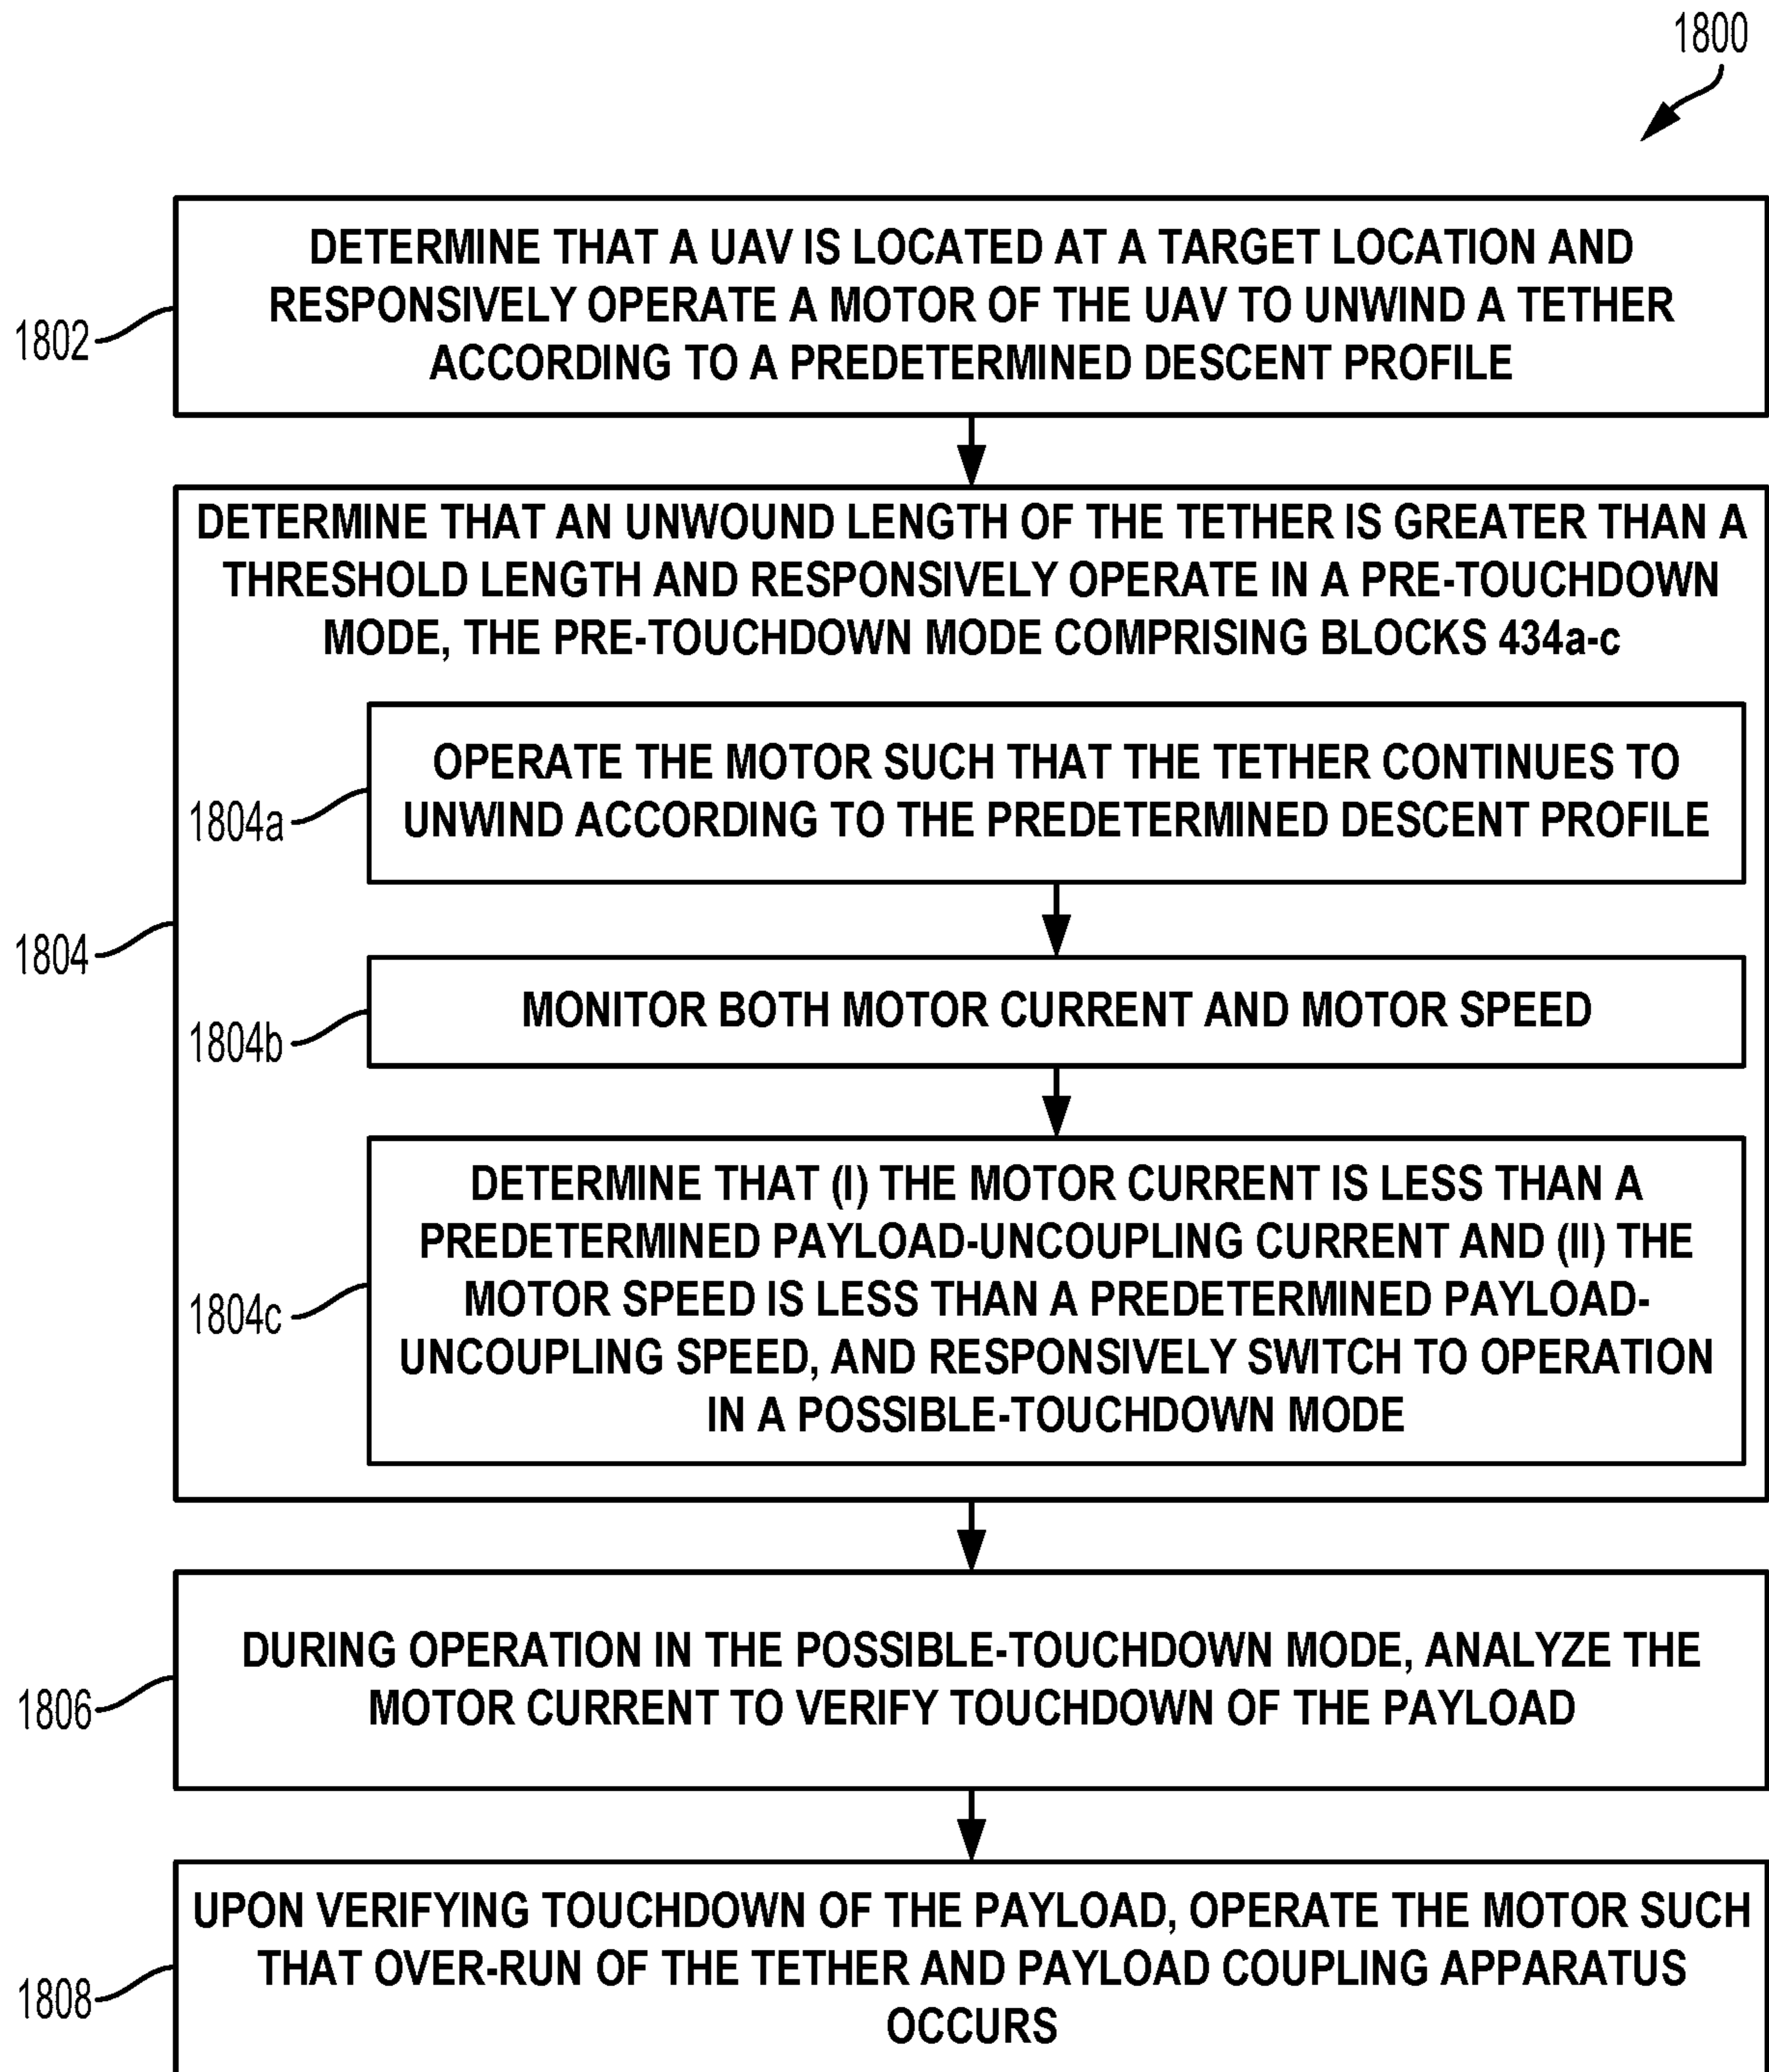 1800
DETERMINE THAT A UAV IS LOCATED AT A TARGET LOCATION AND
RESPONSIVELY OPERATE A MOTOR OF THE UAV TO UNWIND A TETHER
ACCORDING TO A PREDETERMINED DESCENT PROFILE
1802
DETERMINE THAT AN UNWOUND LENGTH OF THE TETHER IS GREATER THAN A
THRESHOLD LENGTH AND RESPONSIVELY OPERATE IN A PRE-TOUCHDOWN
MODE, THE PRE-TOUCHDOWN MODE COMPRISING BLOCKS 434a-c
OPERATE THE MOTOR SUCH THAT THE TETHER CONTINUES TO
UNWIND ACCORDING TO THE PREDETERMINED DESCENT PROFILE
1804a
1804
MONITOR BOTH MOTOR CURRENT AND MOTOR SPEED
1804b
DETERMINE THAT (I) THE MOTOR CURRENT IS LESS THAN A
PREDETERMINED PAYLOAD-UNCOUPLING CURRENT AND (II) THE
MOTOR SPEED IS LESS THAN A PREDETERMINED PAYLOAD-
UNCOUPLING SPEED, AND RESPONSIVELY SWITCH TO OPERATION
IN A POSSIBLE-TOUCHDOWN MODE
1804c
DURING OPERATION IN THE POSSIBLE-TOUCHDOWN MODE, ANALYZE THE
MOTOR CURRENT TO VERIFY TOUCHDOWN OF THE PAYLOAD
1806
UPON VERIFYING TOUCHDOWN OF THE PAYLOAD, OPERATE THE MOTOR SUCH
THAT OVER-RUN OF THE TETHER AND PAYLOAD COUPLING APPARATUS
OCCURS
1808